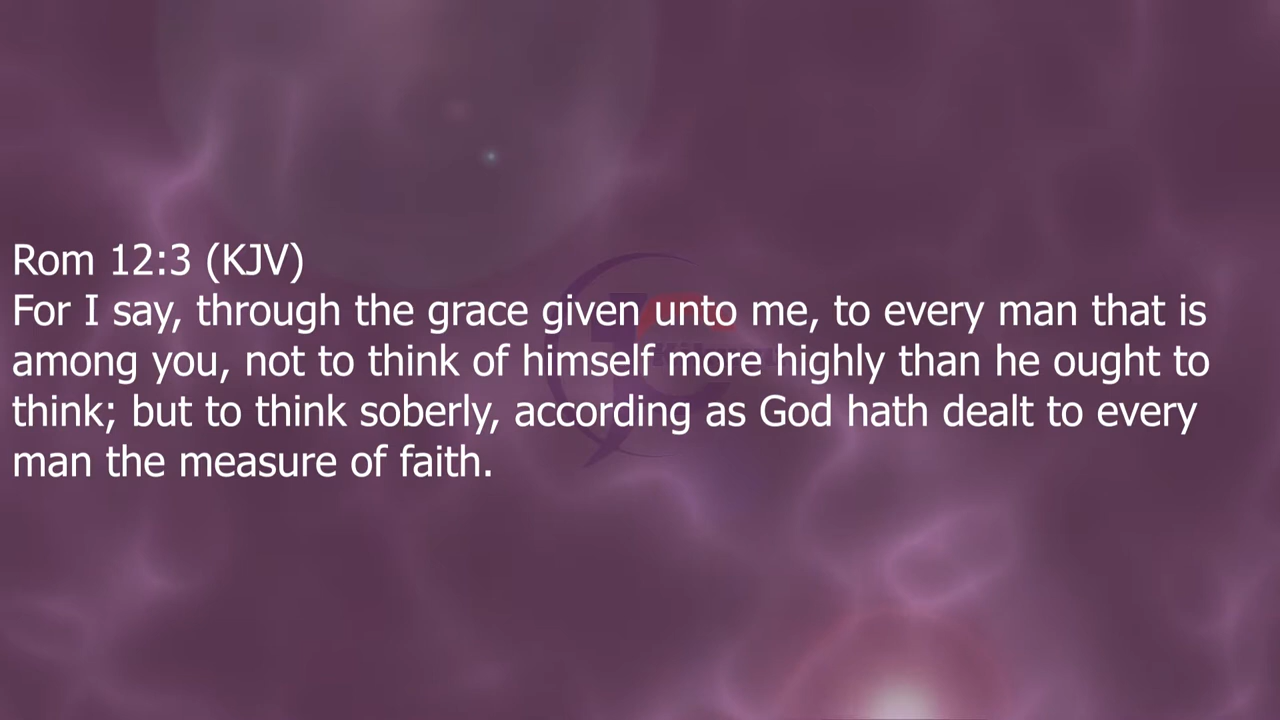 Rom 12:3 (KJV)
For I say, through the grace given unto me, to every man that is
among you, not to think of himself more highly than he ought to
think; but to think soberly, according as God hath dealt to every
man the measure of faith.